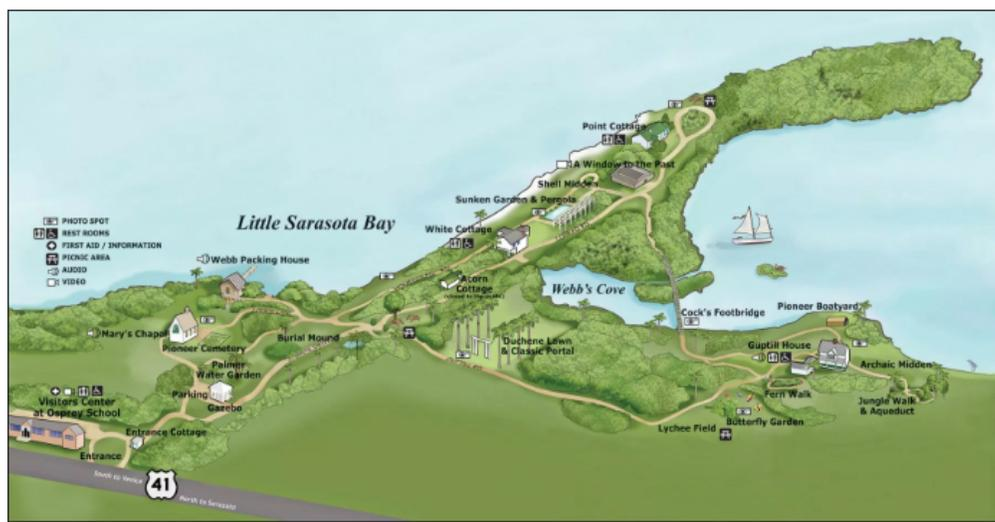 Point Cottage
A Window to the Past
Shell Midden
Sunken Garden & Pergola
Little Sarasota Bay
White Cottage
PHOTO SPOT
REST ROOMS
FIRST AID / INFORMATION
PICNIC AREA
AUDIO
VIDEO
Webb Packing House
Acorn
Cottage
Webb's Cove
Cock's Footbridge
Pioneer Boatyard
Mary's Chapel
Pioneer Cemetery
Burial Mound
Duchene Lawn
& Classic Portal
Guptill House
Archaic Midden
Palmer
Water Garden
Parking
Gazebo
Fern Walk
Jungle Walk
& Aqueduct
Visitors Center
at Osprey School
Butterfly Garden
Lychee Field
Entrance Cottage
Entrance
South to Venice
41
North to Sarasota